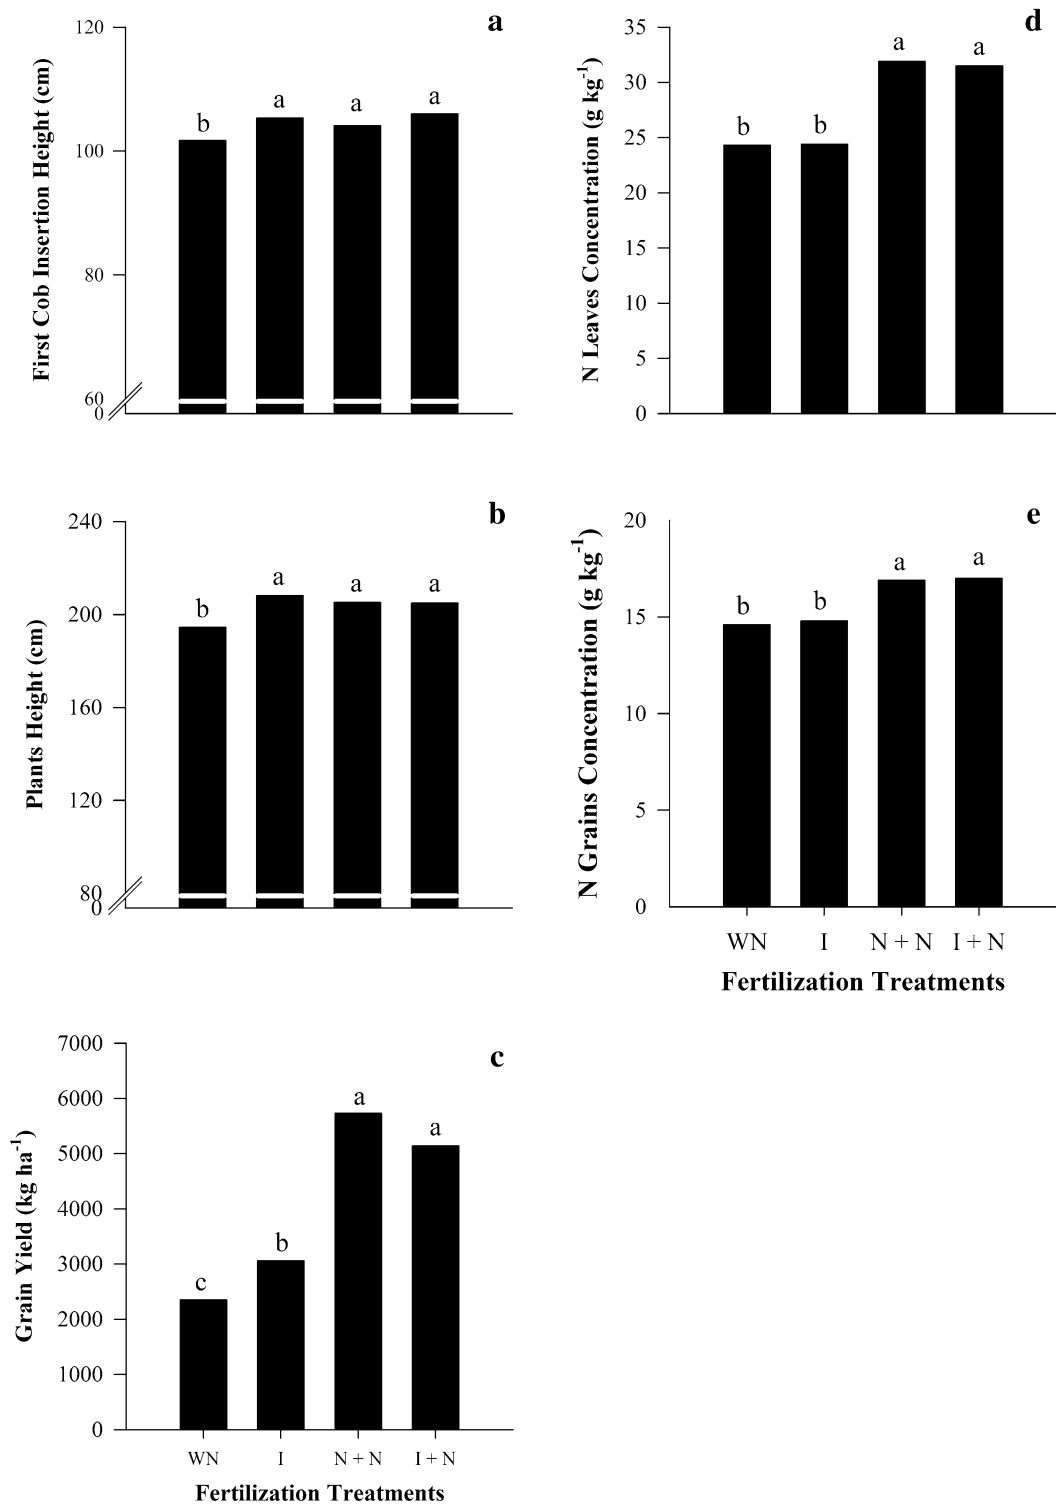 a
First Cob Insertion Height (cm)
120
100
80
60
0
b
a
a
a
d
N Leaves Concentration (g kg⁻¹)
35
30
25
20
15
10
5
0
b
b
a
a
b
Plants Height (cm)
240
200
160
120
80
0
b
a
a
a
e
N Grains Concentration (g kg⁻¹)
20
15
10
5
0
b
b
a
a
WN I N + N I + N
Fertilization Treatments
c
Grain Yield (kg ha⁻¹)
7000
6000
5000
4000
3000
2000
1000
0
c
b
a
a
WN I N + N I + N
Fertilization Treatments